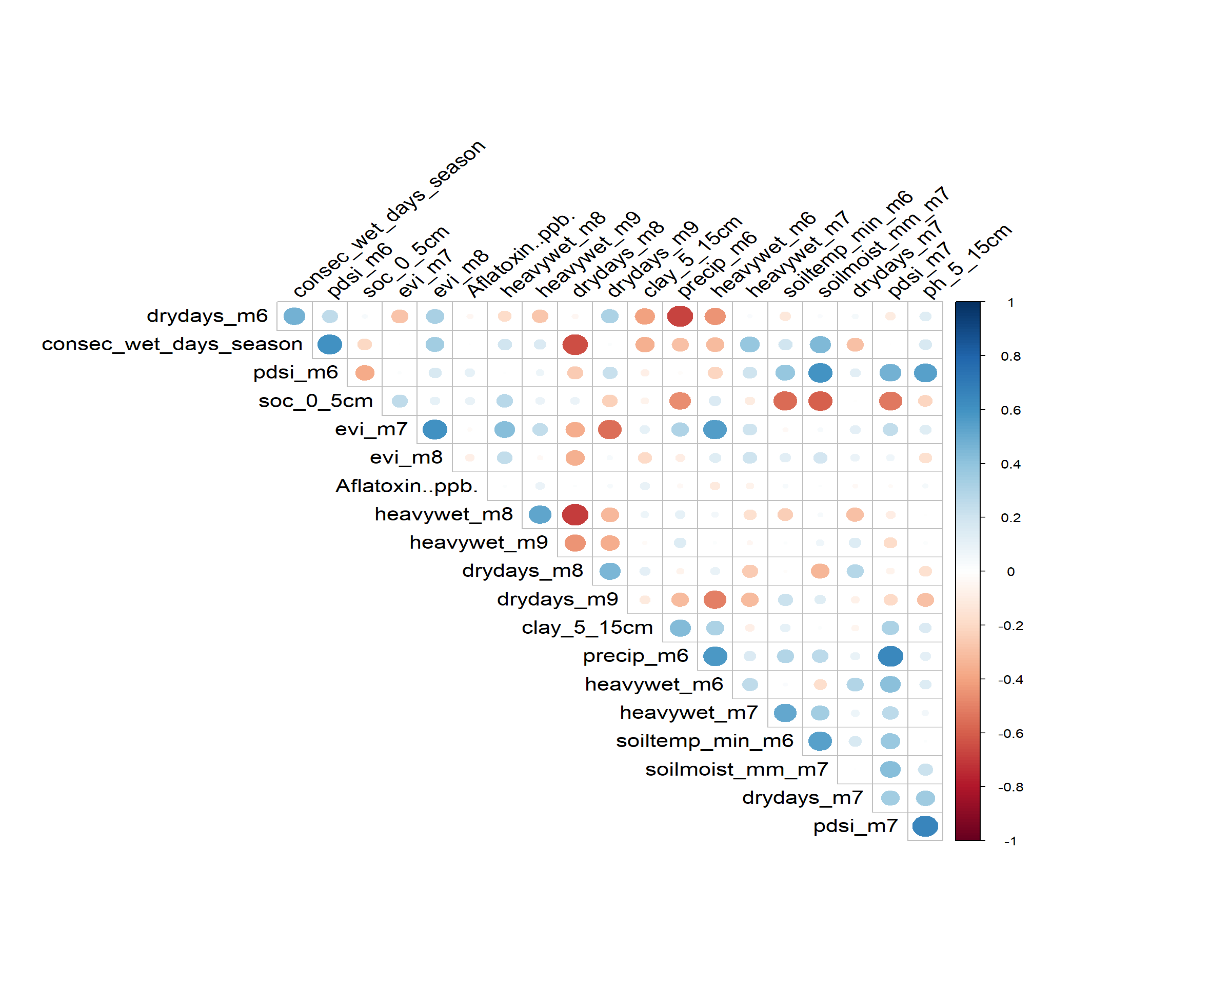 consec_wet_days_season
pdsi_m6
soc_0_5cm
evi_m7
evi_m8
Aflatoxin..ppb.
heavywet_m8
heavywet_m9
drydays_m8
drydays_m9
clay_5_15cm
precip_m6
heavywet_m6
heavywet_m7
soiltemp_min_m6
soilmoist_mm_m7
drydays_m7
pdsi_m7
ph_5_15cm
drydays_m6
consec_wet_days_season
pdsi_m6
soc_0_5cm
evi_m7
evi_m8
Aflatoxin..ppb.
heavywet_m8
heavywet_m9
drydays_m8
drydays_m9
clay_5_15cm
precip_m6
heavywet_m6
heavywet_m7
soiltemp_min_m6
soilmoist_mm_m7
drydays_m7
pdsi_m7
1
0.8
0.6
0.4
0.2
0
-0.2
-0.4
-0.6
-0.8
-1